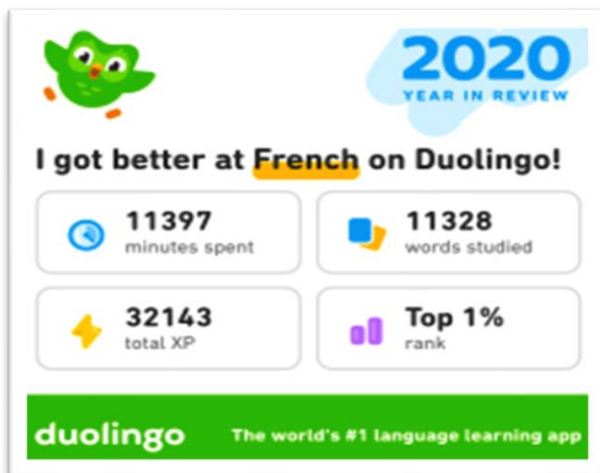 2020
YEAR IN REVIEW
I got better at French on Duolingo!
11397
minutes spent
11328
words studied
32143
total XP
Top 1%
rank
duolingo
The world's #1 language learning app